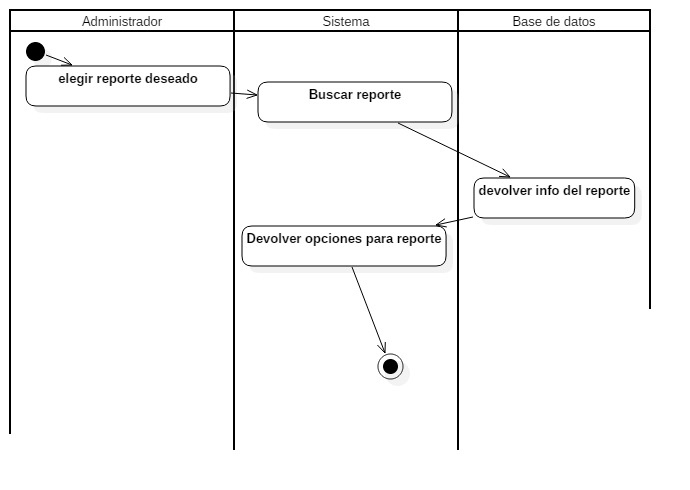 Administrador
Sistema
Base de datos
elegir reporte deseado
Buscar reporte
devolver info del reporte
Devolver opciones para reporte